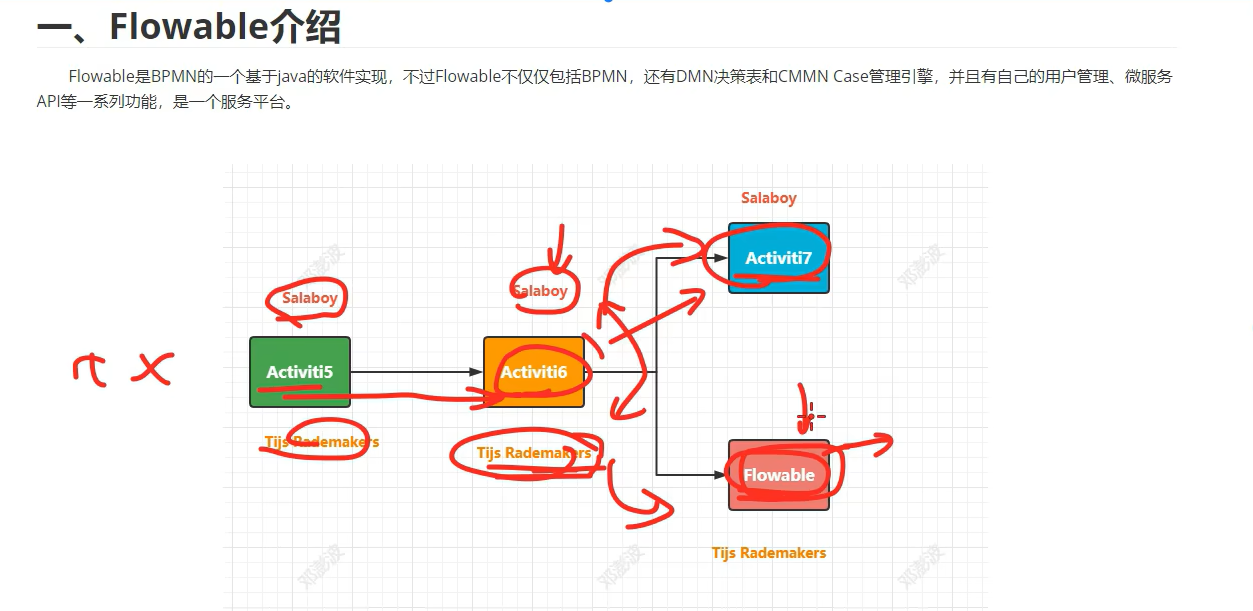 一、Flowable介绍
Flowable是BPMN的一个基于java的软件实现，不过Flowable不仅仅包括BPMN，还有DMN决策表和CMMN Case管理引擎，并且有自己的用户管理、微服务
API等一系列功能，是一个服务平台。
Salaboy
Activiti7
邓澎波
邓澎波
邓澎波
Salaboy
Salaboy
Activiti5
Activiti6
Tijs Rademakers
Tijs Rademakers
Flowable
Tijs Rademakers
邓澎波
邓澎波
邓澎波